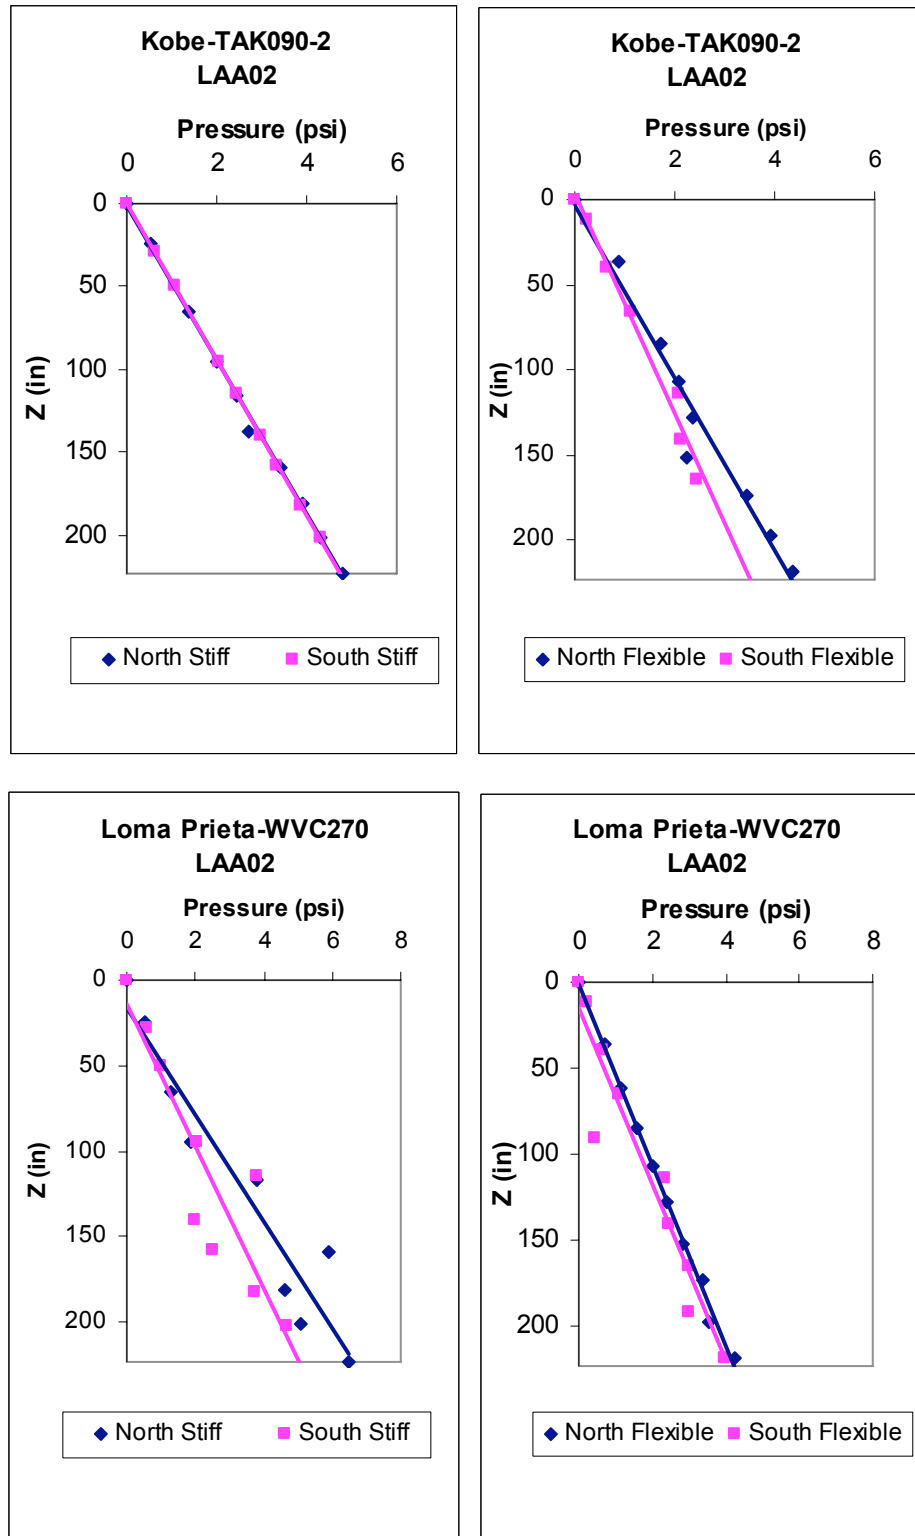 Kobe-TAK090-2
LAA02
Pressure (psi)
0 2 4 6
0
50
100
150
200
Z (in)
North Stiff South Stiff
Kobe-TAK090-2
LAA02
Pressure (psi)
0 2 4 6
0
50
100
150
200
Z (in)
North Flexible South Flexible
Loma Prieta-WVC270
LAA02
Pressure (psi)
0 2 4 6 8
0
50
100
150
200
Z (in)
North Stiff South Stiff
Loma Prieta-WVC270
LAA02
Pressure (psi)
0 2 4 6 8
0
50
100
150
200
Z (in)
North Flexible South Flexible